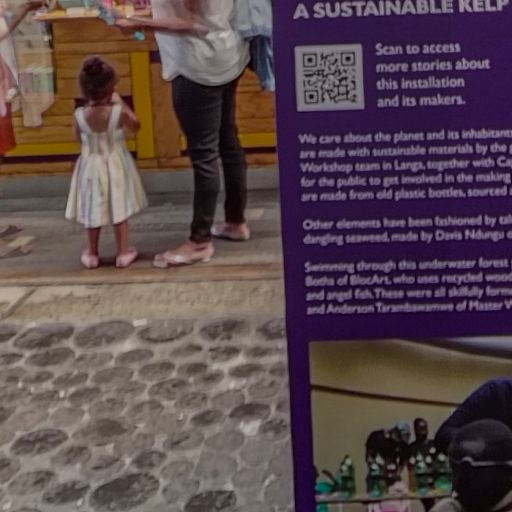 A SUSTAINABLE KELP
Scan to access
more stories about
this installation
and its makers.
We care about the planet and its inhabitants
are made with sustainable materials by the
Workshop team in Langa, together with
for the public to get involved in the making
are made from old plastic bottles, sourced
Other elements have been fashioned by
dangling seaweed, made by Davis Ndungu
Swimming through this underwater forest
Botha of BlocArt, who uses recycled wood
and angel fish. These were all skilfully
and Anderson Tarambawamwe of Master